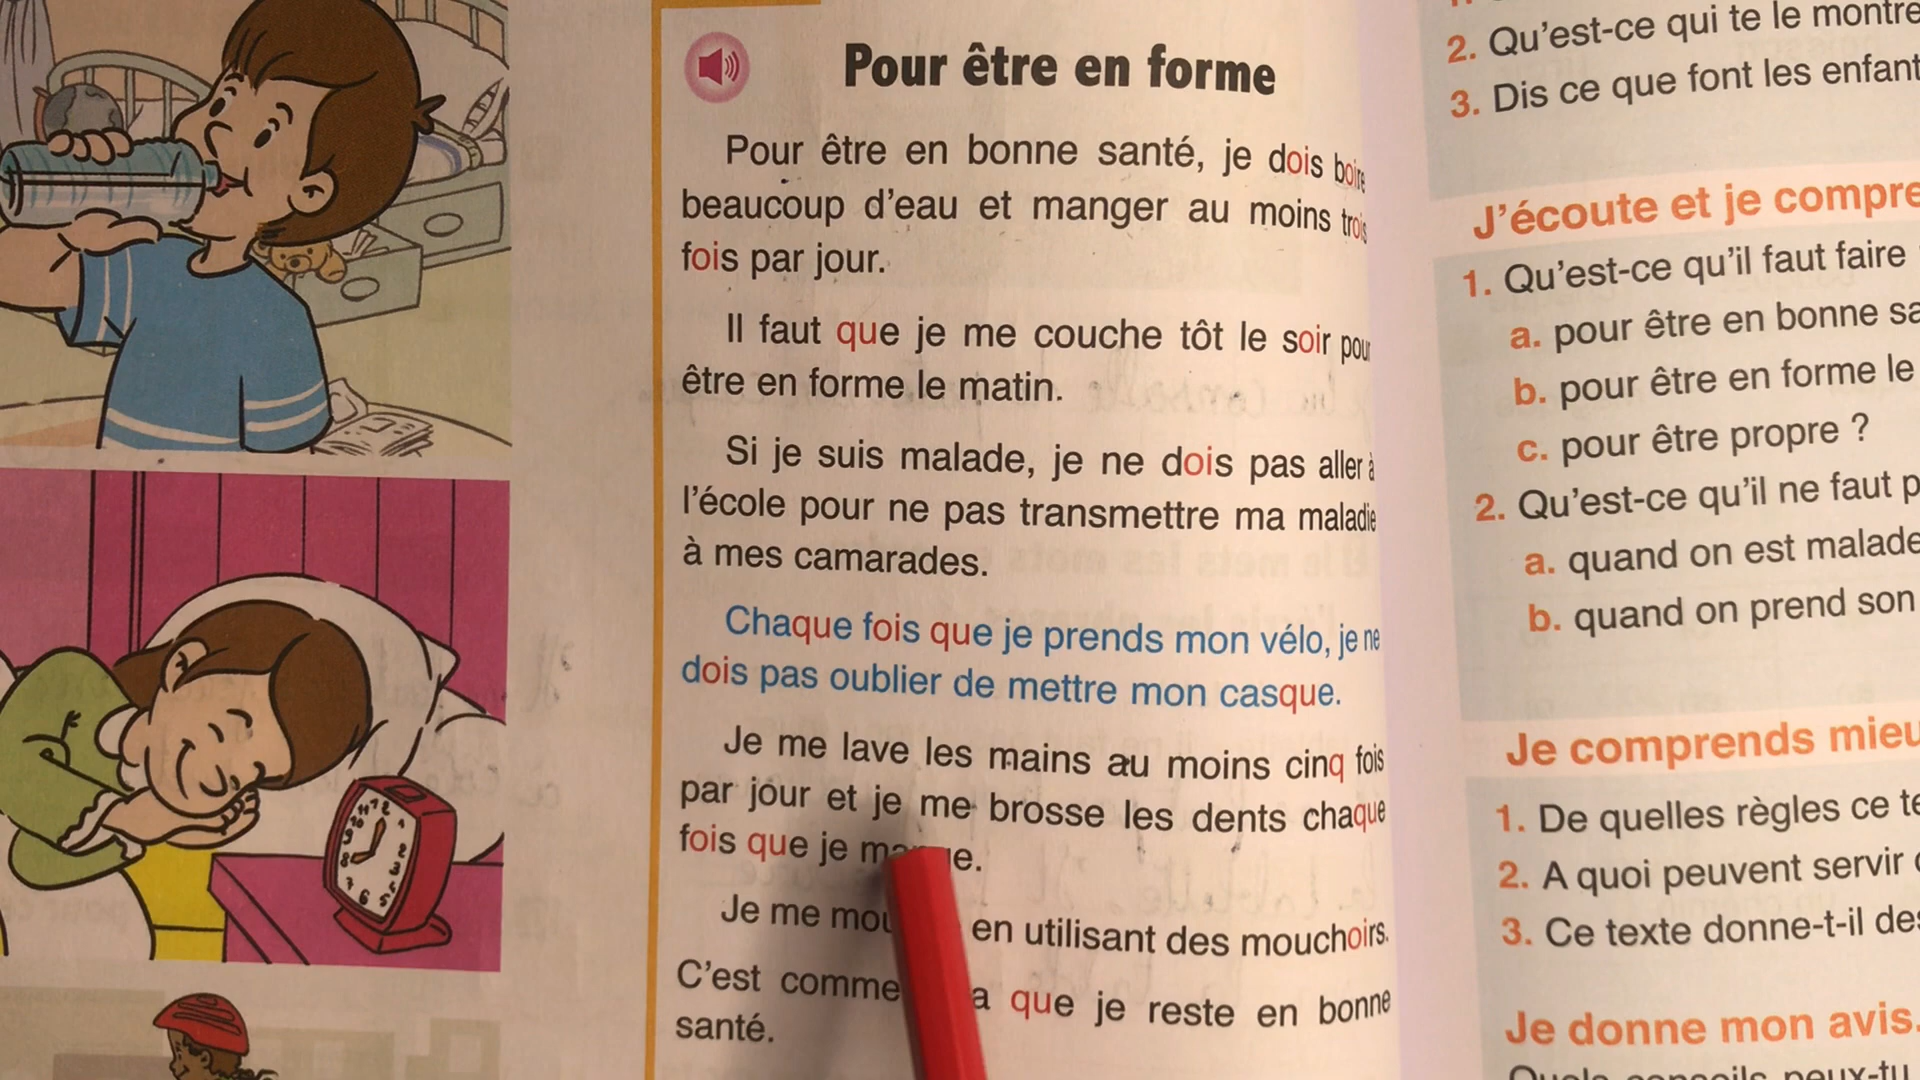 Pour être en forme
Pour être en bonne santé, je dois boire
beaucoup d'eau et manger au moins trois
fois par jour.
Il faut que je me couche tôt le soir pour
être en forme le matin.
Si je suis malade, je ne dois pas aller à
l'école pour ne pas transmettre ma maladie
à mes camarades.
Chaque fois que je prends mon vélo, je ne
dois pas oublier de mettre mon casque.
Je me lave les mains au moins cinq fois
par jour et je me brosse les dents chaque
fois que je
Je me en utilisant des mouchoirs.
C'est comme que je reste en bonne
santé.
2. Qu'est-ce qui te le montre
3. Dis ce que font les
J'écoute et je
1. Qu'est-ce qu'il faut faire
a. pour être en bonne
b. pour être en forme le
c. pour être propre ?
2. Qu'est-ce qu'il ne faut
a. quand on est malade
b. quand on prend son
Je comprends
1. De quelles règles ce
2. A quoi peuvent servir
3. Ce texte donne-t-il
Je donne mon avis.